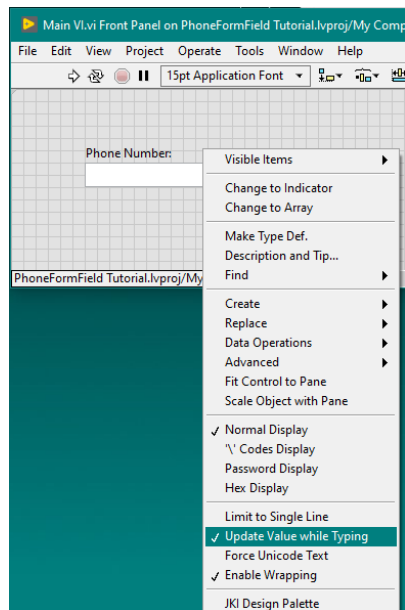 Main VI.vi Front Panel on PhoneFormField Tutorial.lvproj/My Comp
File Edit View Project Operate Tools Window Help
15pt Application Font
Phone Number:
PhoneFormField Tutorial.lvproj/My
Visible Items
Change to Indicator
Change to Array
Make Type Def.
Description and Tip...
Find
Create
Replace
Data Operations
Advanced
Fit Control to Pane
Scale Object with Pane
Normal Display
'\' Codes Display
Password Display
Hex Display
Limit to Single Line
Update Value while Typing
Force Unicode Text
Enable Wrapping
JKI Design Palette